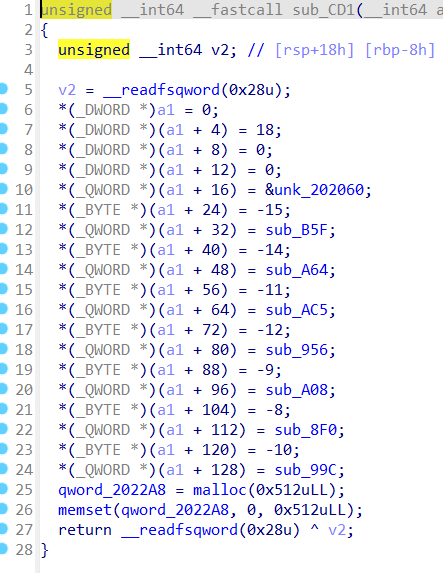 1 unsigned __int64 __fastcall sub_CD1(__int64 a
2 {
3 unsigned __int64 v2; // [rsp+18h] [rbp-8h]
4
5 v2 = __readfsqword(0x28u);
6 *(_DWORD *)a1 = 0;
7 *(_DWORD *)(a1 + 4) = 18;
8 *(_DWORD *)(a1 + 8) = 0;
9 *(_DWORD *)(a1 + 12) = 0;
10 *(_QWORD *)(a1 + 16) = &unk_202060;
11 *(_BYTE *)(a1 + 24) = -15;
12 *(_QWORD *)(a1 + 32) = sub_B5F;
13 *(_BYTE *)(a1 + 40) = -14;
14 *(_QWORD *)(a1 + 48) = sub_A64;
15 *(_BYTE *)(a1 + 56) = -11;
16 *(_QWORD *)(a1 + 64) = sub_AC5;
17 *(_BYTE *)(a1 + 72) = -12;
18 *(_QWORD *)(a1 + 80) = sub_956;
19 *(_BYTE *)(a1 + 88) = -9;
20 *(_QWORD *)(a1 + 96) = sub_A08;
21 *(_BYTE *)(a1 + 104) = -8;
22 *(_QWORD *)(a1 + 112) = sub_8F0;
23 *(_BYTE *)(a1 + 120) = -10;
24 *(_QWORD *)(a1 + 128) = sub_99C;
25 qword_2022A8 = malloc(0x512uLL);
26 memset(qword_2022A8, 0, 0x512uLL);
27 return __readfsqword(0x28u) ^ v2;
28 }